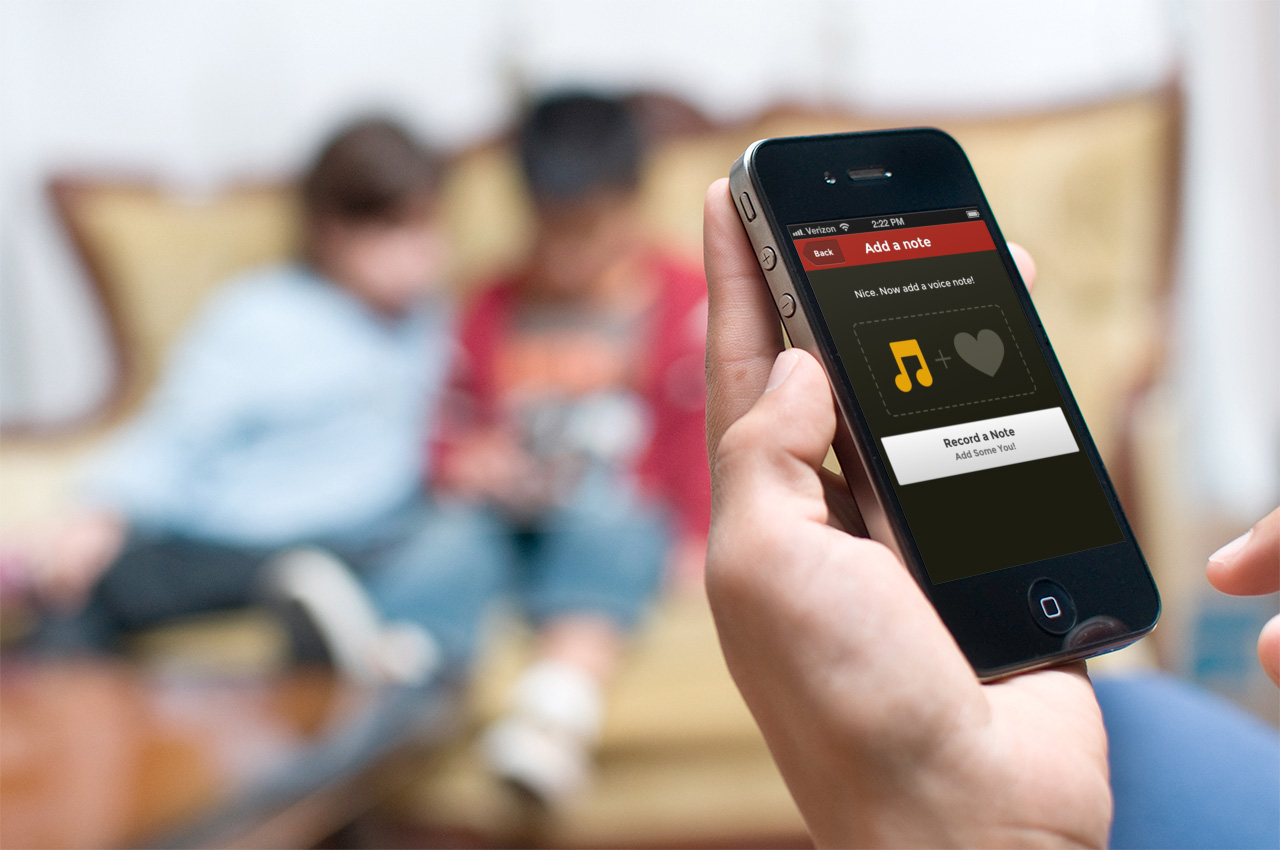 Verizon 2:22 PM
Back Add a note
Nice. Now add a voice note!
+
Record a Note
Add Some You!